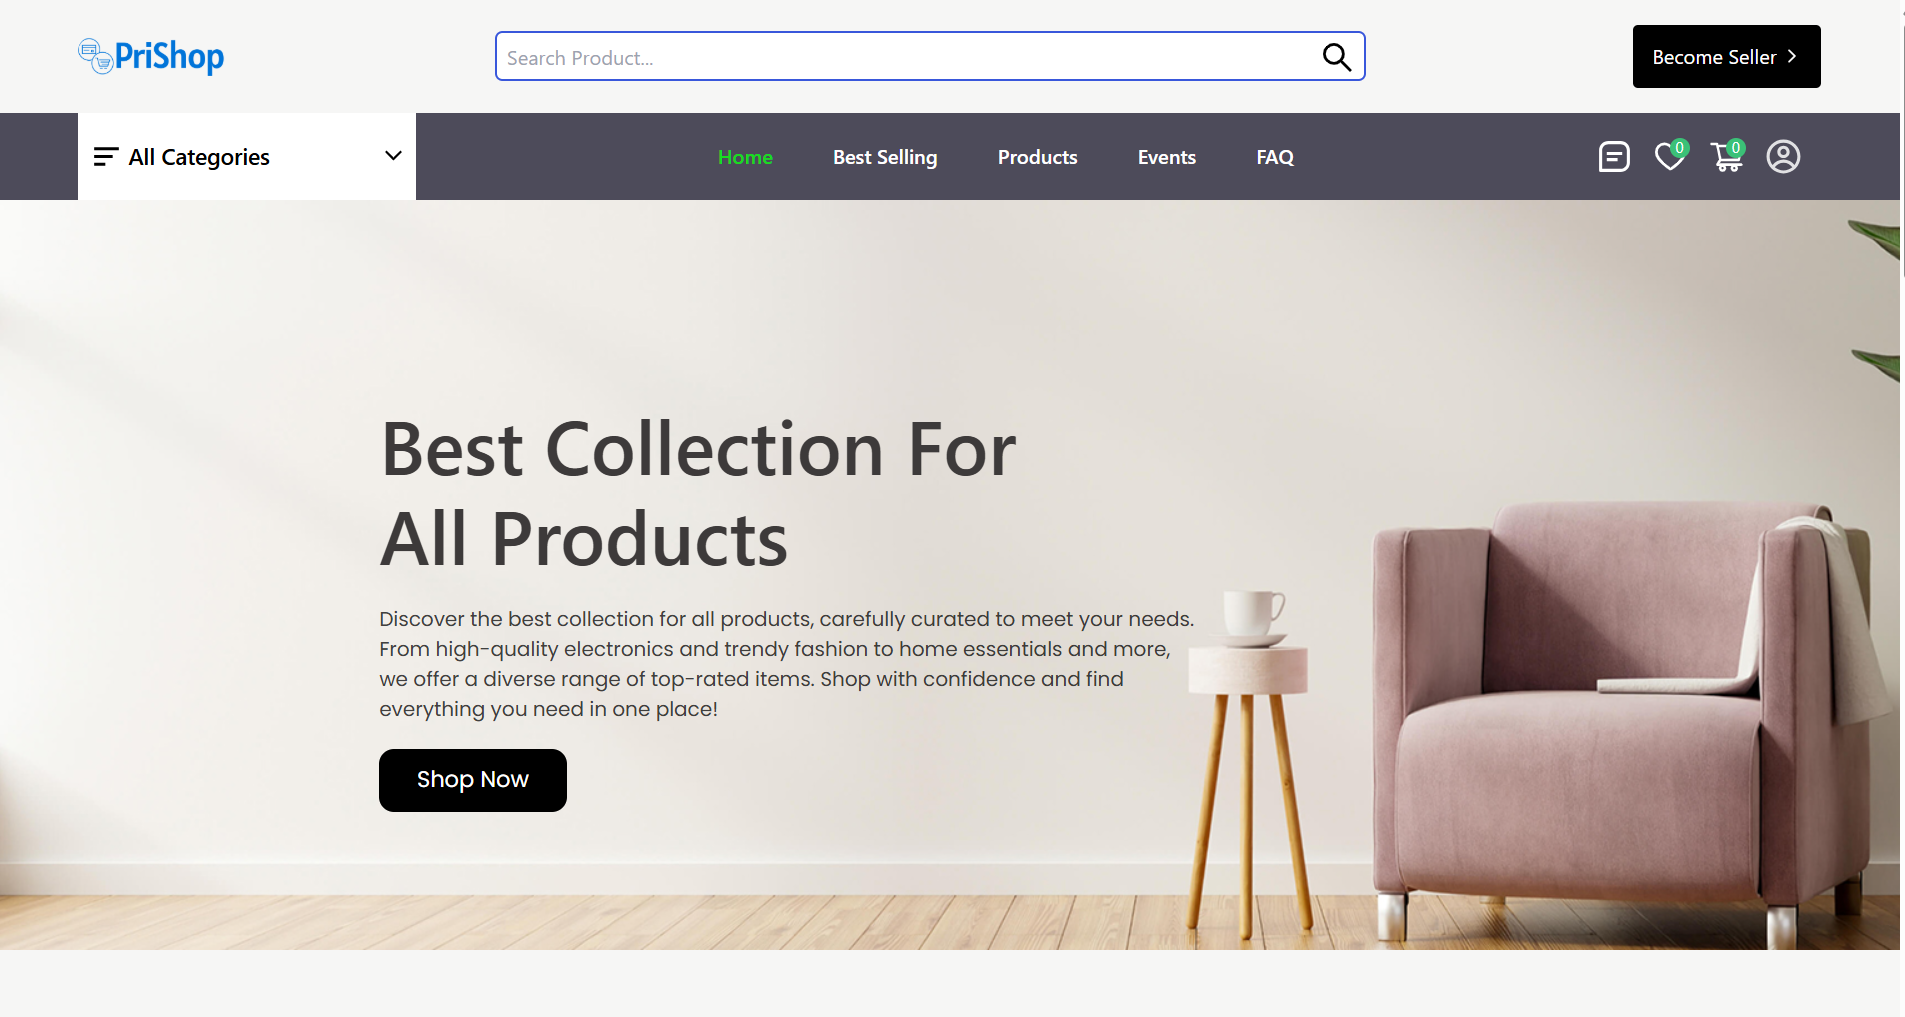 PriShop
Search Product...
Become Seller
All Categories
Home
Best Selling
Products
Events
FAQ
0
0
Best Collection For
All Products
Discover the best collection for all products, carefully curated to meet your needs.
From high-quality electronics and trendy fashion to home essentials and more,
we offer a diverse range of top-rated items. Shop with confidence and find
everything you need in one place!
Shop Now